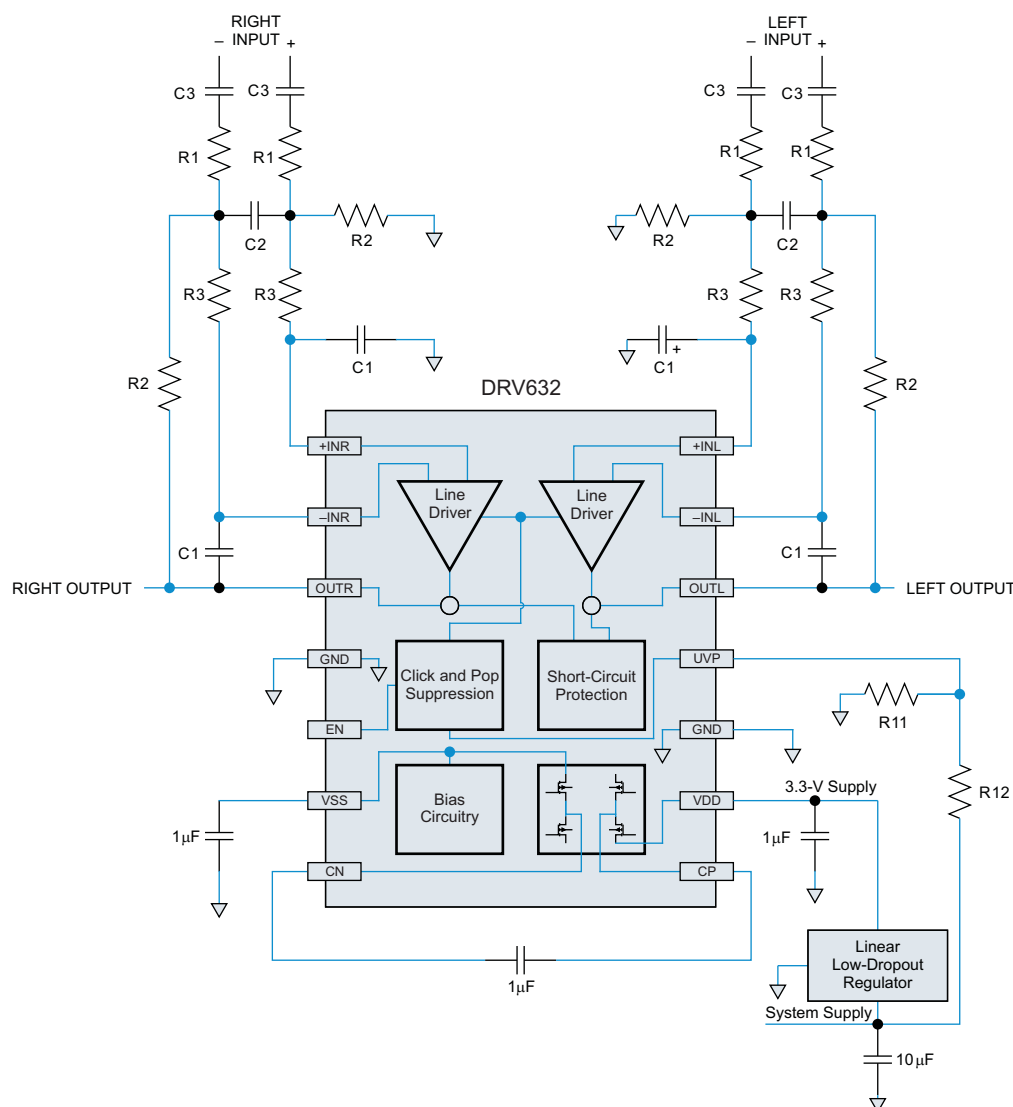 RIGHT
INPUT
– +
LEFT
INPUT
– +
C3
C3
C3
C3
R1
R1
R1
R1
C2
R2
R2
C2
R3
R3
R3
R3
C1
C1
+
R2
R2
DRV632
+INR
+INL
Line
Driver
Line
Driver
–INR
–INL
C1
C1
RIGHT OUTPUT
OUTR
OUTL
LEFT OUTPUT
GND
Click and Pop
Suppression
Short-Circuit
Protection
UVP
R11
EN
GND
R12
VSS
Bias
Circuitry
VDD
3.3-V Supply
1μF
1μF
CN
CP
1μF
Linear
Low-Dropout
Regulator
System Supply
10μF